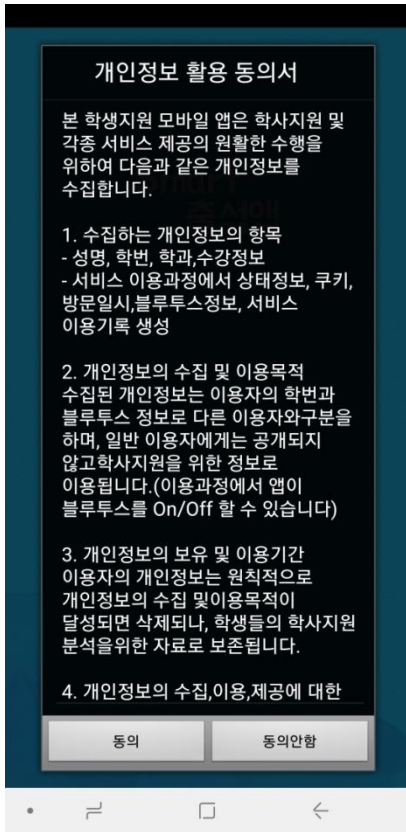 개인정보 활용 동의서
본 학생지원 모바일 앱은 학사지원 및
각종 서비스 제공의 원활한 수행을
위하여 다음과 같은 개인정보를
수집합니다.
1. 수집하는 개인정보의 항목
- 성명, 학번, 학과,수강정보
- 서비스 이용과정에서 상태정보, 쿠키,
방문일시,블루투스정보, 서비스
이용기록 생성
2. 개인정보의 수집 및 이용목적
수집된 개인정보는 이용자의 학번과
블루투스 정보로 다른 이용자와구분을
하며, 일반 이용자에게는 공개되지
않고학사지원을 위한 정보로
이용됩니다.(이용과정에서 앱이
블루투스를 On/Off 할 수 있습니다)
3. 개인정보의 보유 및 이용기간
이용자의 개인정보는 원칙적으로
개인정보의 수집 및이용목적이
달성되면 삭제되나, 학생들의 학사지원
분석을위한 자료로 보존됩니다.
4. 개인정보의 수집,이용,제공에 대한
동의
동의안함